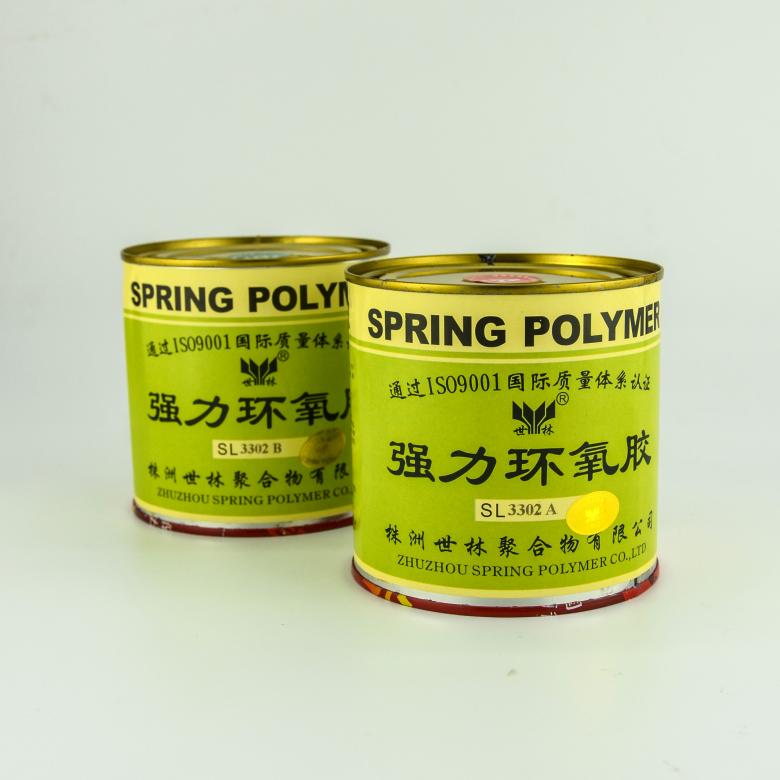 SPRING POLYM
通过ISO9001国际质量体系
®
世林
强力环氧胶
SL 3302 B
株洲世林聚合物有限
ZHUZHOU SPRING POLYMER CO.,
SPRING POLYMER
通过ISO9001国际质量体系认证
®
世林
强力环氧胶
SL 3302 A
株洲世林聚合物有限公司
ZHUZHOU SPRING POLYMER CO.,LTD